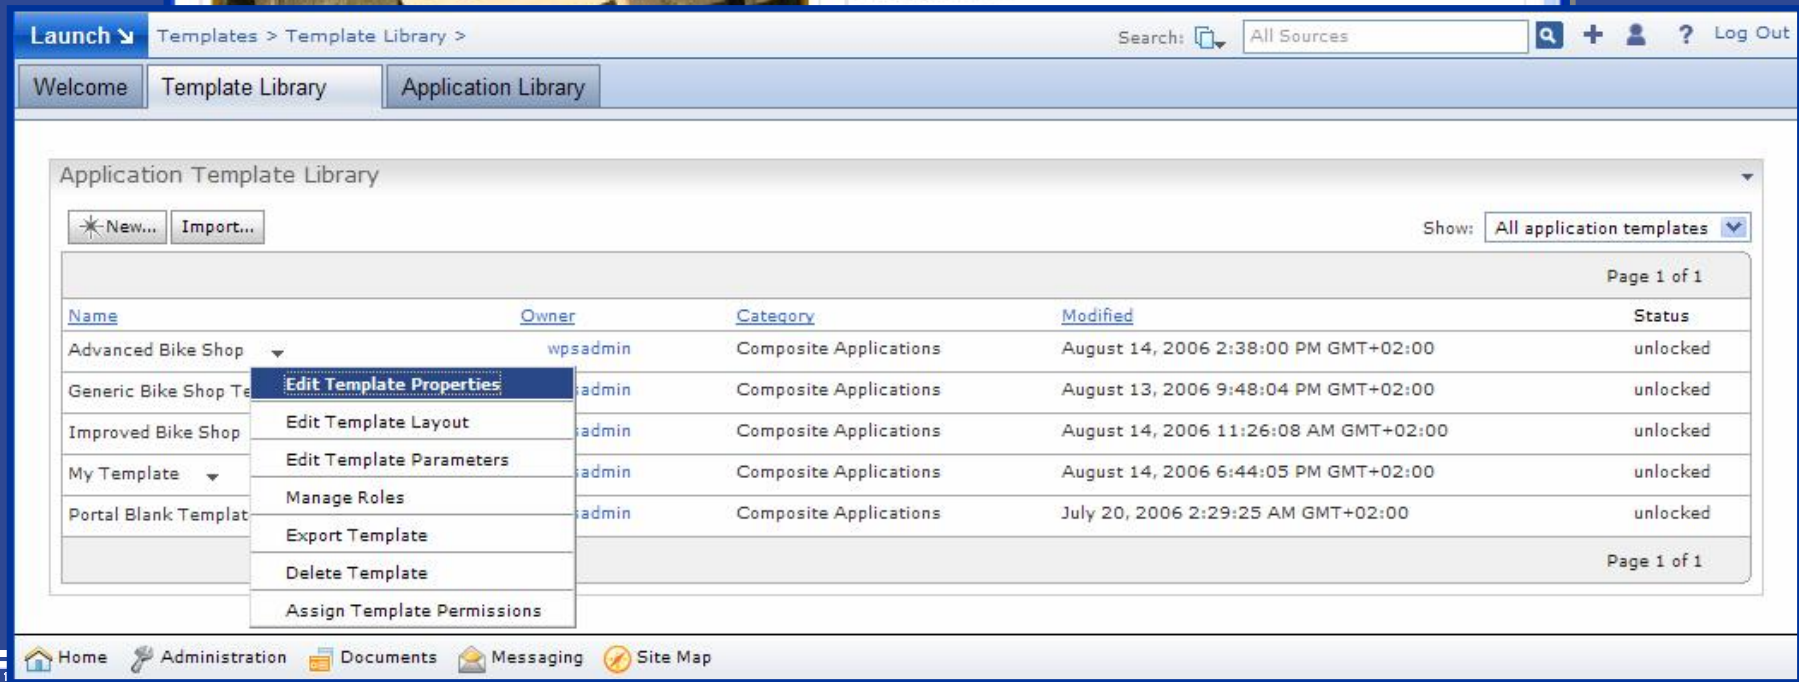 Launch Templates > Template Library > Search: All Sources ? Log Out
Welcome Template Library Application Library
Application Template Library
New... Import... Show: All application templates
Page 1 of 1
Name Owner Category Modified Status
Advanced Bike Shop wpsadmin Composite Applications August 14, 2006 2:38:00 PM GMT+02:00 unlocked
Edit Template Properties
Generic Bike Shop Te sadmin Composite Applications August 13, 2006 9:48:04 PM GMT+02:00 unlocked
Edit Template Layout
Improved Bike Shop sadmin Composite Applications August 14, 2006 11:26:08 AM GMT+02:00 unlocked
Edit Template Parameters
My Template sadmin Composite Applications August 14, 2006 6:44:05 PM GMT+02:00 unlocked
Manage Roles
Portal Blank Templat sadmin Composite Applications July 20, 2006 2:29:25 AM GMT+02:00 unlocked
Export Template
Page 1 of 1
Delete Template
Assign Template Permissions
Home Administration Documents Messaging Site Map